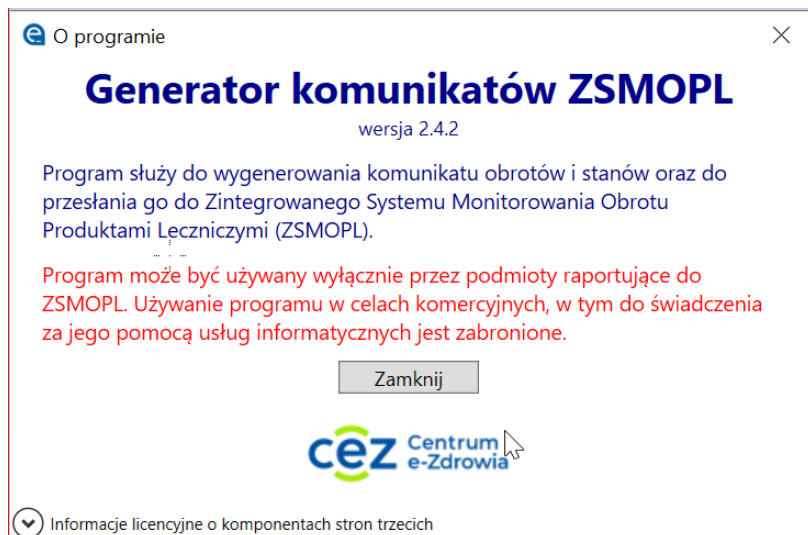 O programie
Generator komunikatów ZSMOPL
wersja 2.4.2
Program służy do wygenerowania komunikatu obrotów i stanów oraz do
przesłania go do Zintegrowanego Systemu Monitorowania Obrotu
Produktami Leczniczymi (ZSMOPL).
Program może być używany wyłącznie przez podmioty raportujące do
ZSMOPL. Używanie programu w celach komercyjnych, w tym do świadczenia
za jego pomocą usług informatycznych jest zabronione.
Zamknij
cez Centrum
e-Zdrowia
Informacje licencyjne o komponentach stron trzecich